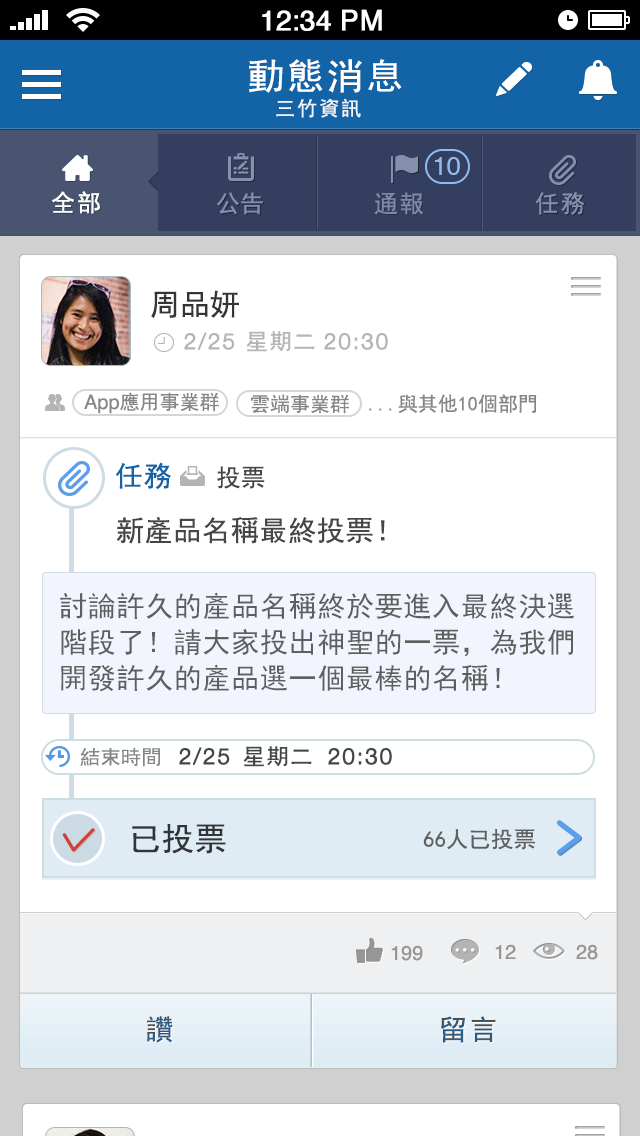 12:34 PM
動態消息
三竹資訊
全部
公告
通報 10
任務
周品妍
2/25 星期二 20:30
App應用事業群 雲端事業群 ...與其他10個部門
任務 投票
新產品名稱最終投票！
討論許久的產品名稱終於要進入最終決選
階段了！請大家投出神聖的一票，為我們
開發許久的產品選一個最棒的名稱！
結束時間 2/25 星期二 20:30
已投票 66人已投票
199 12 28
讚 留言